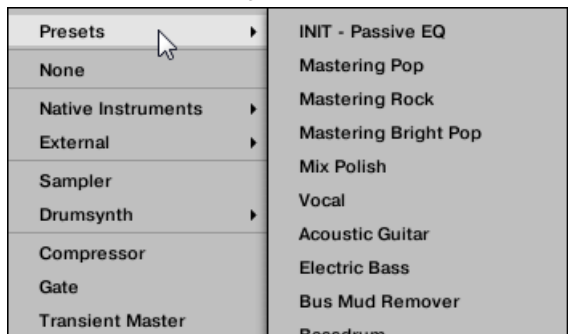 Presets
None
Native Instruments
External
Sampler
Drumsynth
Compressor
Gate
Transient Master
INIT - Passive EQ
Mastering Pop
Mastering Rock
Mastering Bright Pop
Mix Polish
Vocal
Acoustic Guitar
Electric Bass
Bus Mud Remover